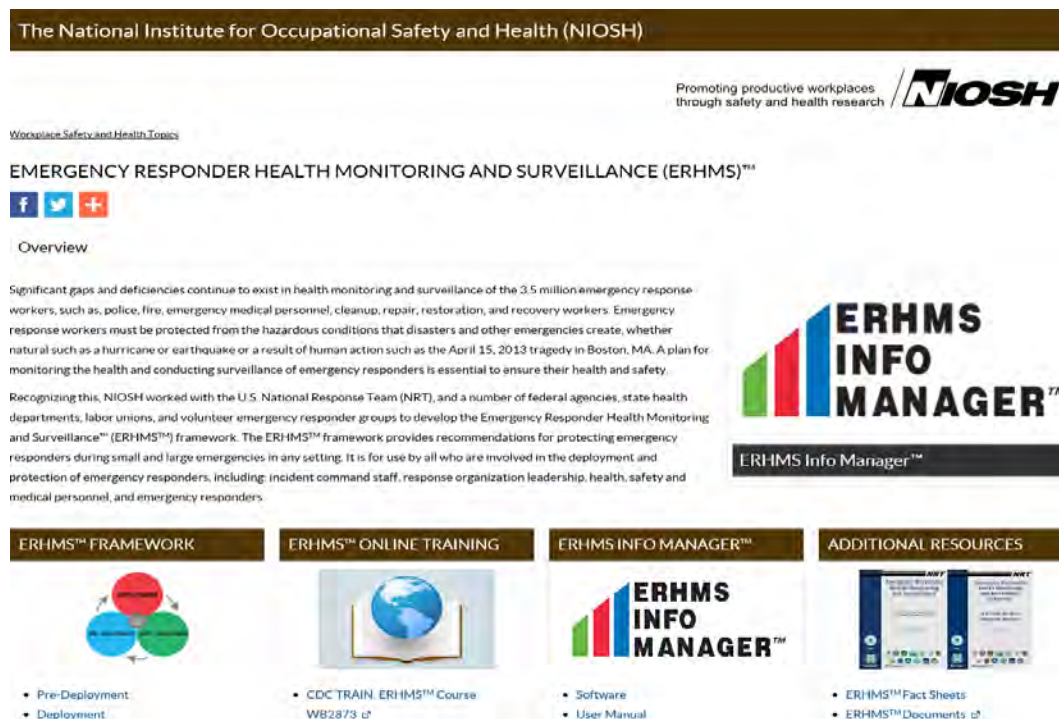 The National Institute for Occupational Safety and Health (NIOSH)
Promoting productive workplaces
through safety and health research
NIOSH
Workplace Safety and Health Topics
EMERGENCY RESPONDER HEALTH MONITORING AND SURVEILLANCE (ERHMS)™
Overview
Significant gaps and deficiencies continue to exist in health monitoring and surveillance of the 3.5 million emergency response
workers, such as, police, fire, emergency medical personnel, cleanup, repair, restoration, and recovery workers. Emergency
response workers must be protected from the hazardous conditions that disasters and other emergencies create, whether
natural such as a hurricane or earthquake or a result of human action such as the April 15, 2013 tragedy in Boston, MA. A plan for
monitoring the health and conducting surveillance of emergency responders is essential to ensure their health and safety.
Recognizing this, NIOSH worked with the U.S. National Response Team (NRT), and a number of federal agencies, state health
departments, labor unions, and volunteer emergency responder groups to develop the Emergency Responder Health Monitoring
and Surveillance™ (ERHMS™) framework. The ERHMS™ framework provides recommendations for protecting emergency
responders during small and large emergencies in any setting. It is for use by all who are involved in the deployment and
protection of emergency responders, including: incident command staff, response organization leadership, health, safety and
medical personnel, and emergency responders.
ERHMS
INFO
MANAGER™
ERHMS Info Manager™
ERHMS™ FRAMEWORK
• Pre-Deployment
• Deployment
ERHMS™ ONLINE TRAINING
• CDC TRAIN: ERHMS™ Course
WB2873
ERHMS INFO MANAGER™
ERHMS
INFO
MANAGER™
• Software
• User Manual
ADDITIONAL RESOURCES
NRT
NRT
• ERHMS™ Fact Sheets
• ERHMS™ Documents